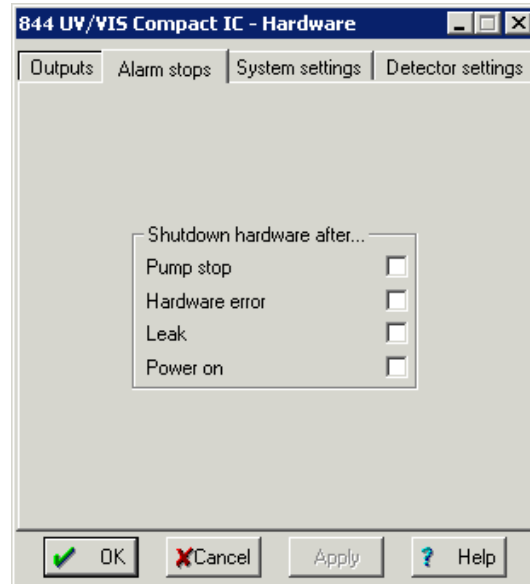 844 UV/VIS Compact IC - Hardware
Outputs Alarm stops System settings Detector settings
Shutdown hardware after...
Pump stop
Hardware error
Leak
Power on
OK Cancel Apply ? Help